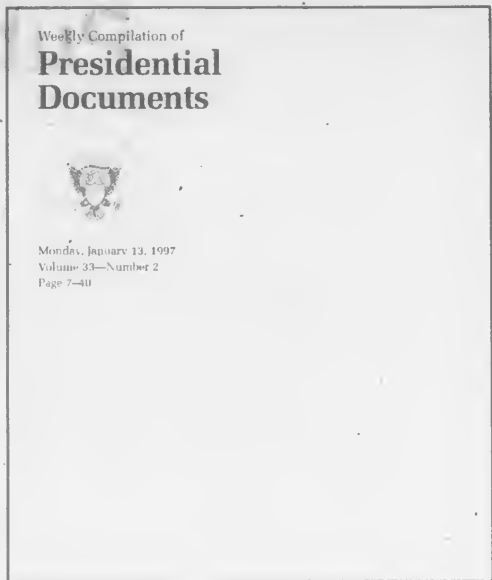 Weekly Compilation of
Presidential
Documents
Monday, January 13, 1997
Volume 33—Number 2
Page 7–40